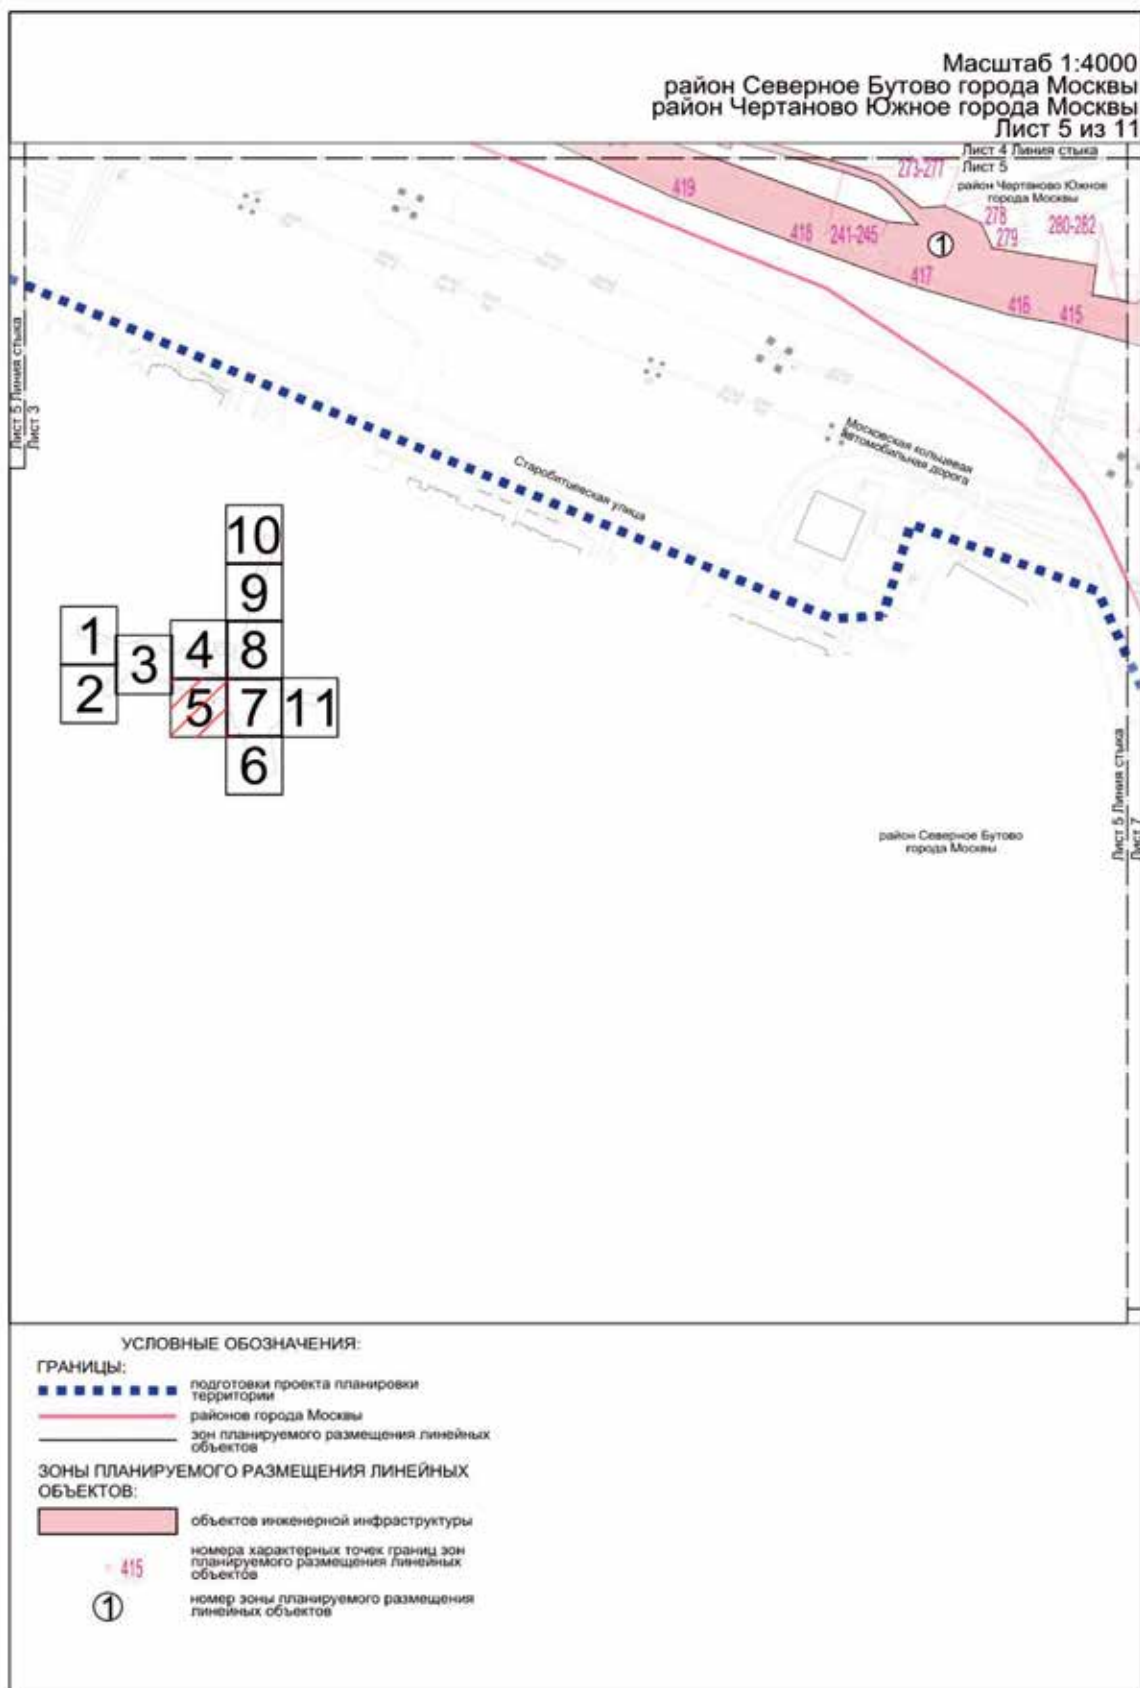 Масштаб 1:4000
район Северное Бутово города Москвы
район Чертаново Южное города Москвы
Лист 5 из 11
Лист 4 Линия стыка
Лист 5
район Чертаново Южное
города Москвы
273-277
419
418
241-245
1
278
279
280-282
417
416
415
Лист 5 Линия стыка
Лист 3
Московская кольцевая
автомобильная дорога
Старобитцевская улица
10
9
1
4
8
3
2
5
7
11
6
Лист 5 Линия стыка
Лист 7
район Северное Бутово
города Москвы
УСЛОВНЫЕ ОБОЗНАЧЕНИЯ:
ГРАНИЦЫ:
подготовки проекта планировки
территории
районов города Москвы
зон планируемого размещения линейных
объектов
ЗОНЫ ПЛАНИРУЕМОГО РАЗМЕЩЕНИЯ ЛИНЕЙНЫХ
ОБЪЕКТОВ:
объектов инженерной инфраструктуры
415
номера характерных точек границ зон
планируемого размещения линейных
объектов
1
номер зоны планируемого размещения
линейных объектов